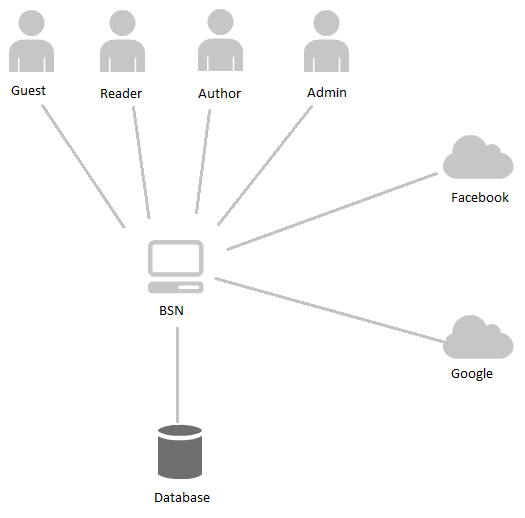 Guest
Reader
Author
Admin
Facebook
BSN
Google
Database